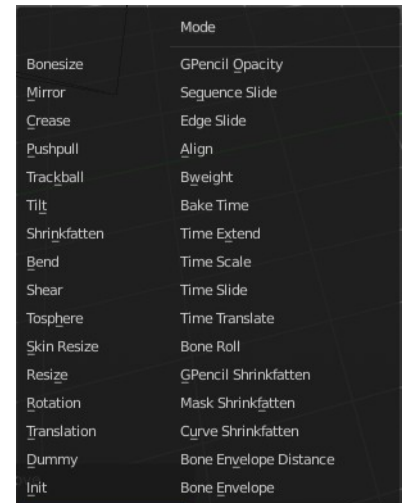 Mode
Bonesize
Mirror
Crease
Pushpull
Trackball
Tilt
Shrinkfatten
Bend
Shear
Tosphere
Skin Resize
Resize
Rotation
Translation
Dummy
Init
GPencil Opacity
Sequence Slide
Edge Slide
Align
Bweight
Bake Time
Time Extend
Time Scale
Time Slide
Time Translate
Bone Roll
GPencil Shrinkfatten
Mask Shrinkfatten
Curve Shrinkfatten
Bone Envelope Distance
Bone Envelope